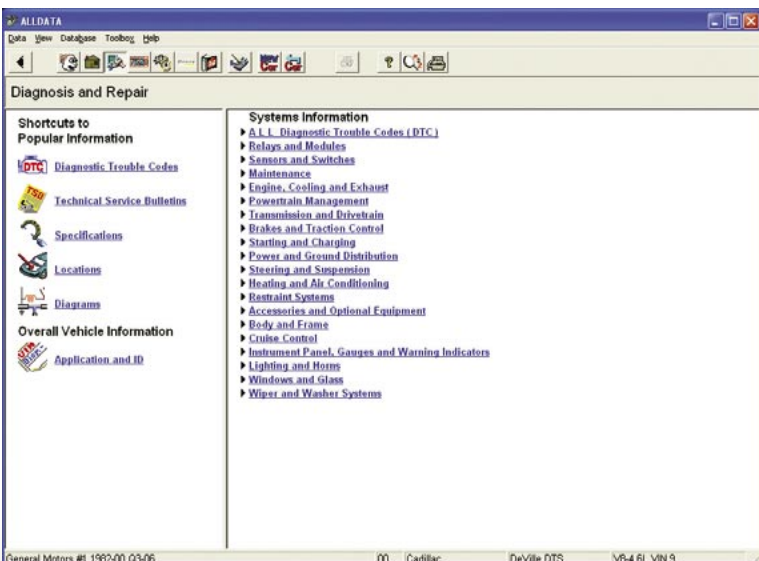 ALLDATA
Data View Database Toolbox Help
Diagnosis and Repair
Shortcuts to
Popular Information
DTC Diagnostic Trouble Codes
TSB Technical Service Bulletins
Specifications
Locations
Diagrams
Overall Vehicle Information
Application and ID
Systems Information
A L L Diagnostic Trouble Codes ( DTC )
Relays and Modules
Sensors and Switches
Maintenance
Engine, Cooling and Exhaust
Powertrain Management
Transmission and Drivetrain
Brakes and Traction Control
Starting and Charging
Power and Ground Distribution
Steering and Suspension
Heating and Air Conditioning
Restraint Systems
Accessories and Optional Equipment
Body and Frame
Cruise Control
Instrument Panel, Gauges and Warning Indicators
Lighting and Horns
Windows and Glass
Wiper and Washer Systems
General Motors #1 1982-00 Q3-06 00 Cadillac DeVille DTS V8-4.6L VIN 9